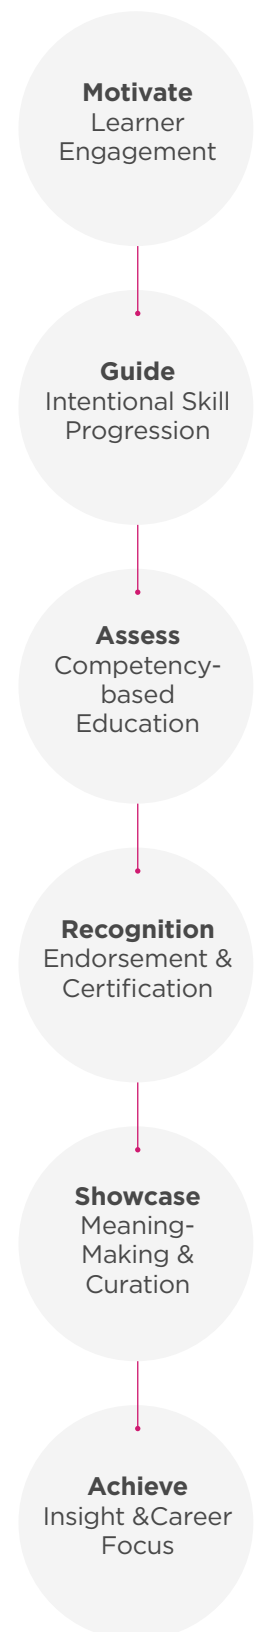 Motivate
Learner
Engagement
Guide
Intentional Skill
Progression
Assess
Competency-
based
Education
Recognition
Endorsement &
Certification
Showcase
Meaning-
Making &
Curation
Achieve
Insight &Career
Focus